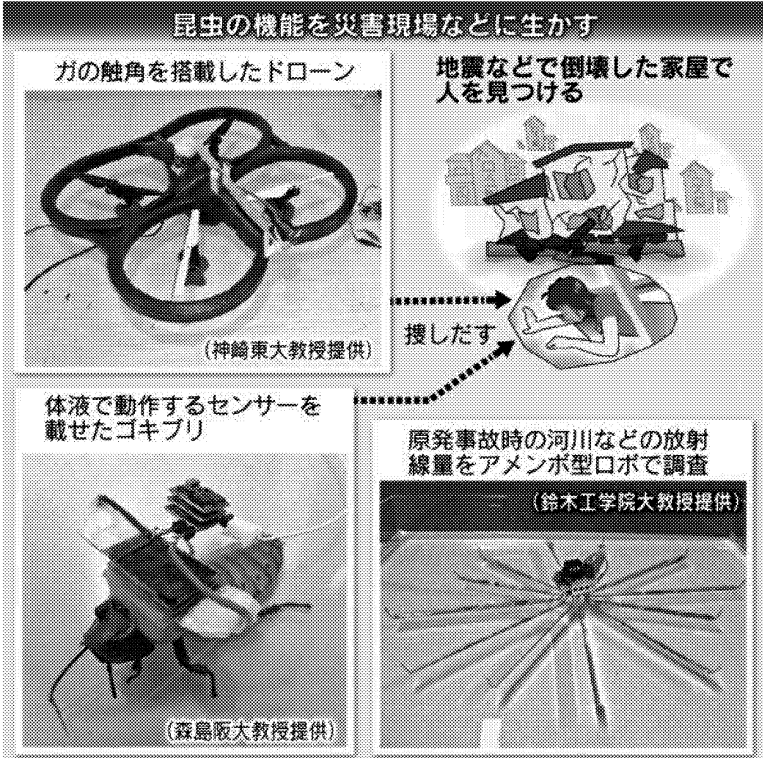 昆虫の機能を災害現場などに生かす
ガの触角を搭載したドローン
(神崎東大教授提供)
地震などで倒壊した家屋で
人を見つける
捜しだす
体液で動作するセンサーを
載せたゴキブリ
(森島阪大教授提供)
原発事故時の河川などの放射
線量をアメンボ型ロボで調査
(鈴木工学院大教授提供)